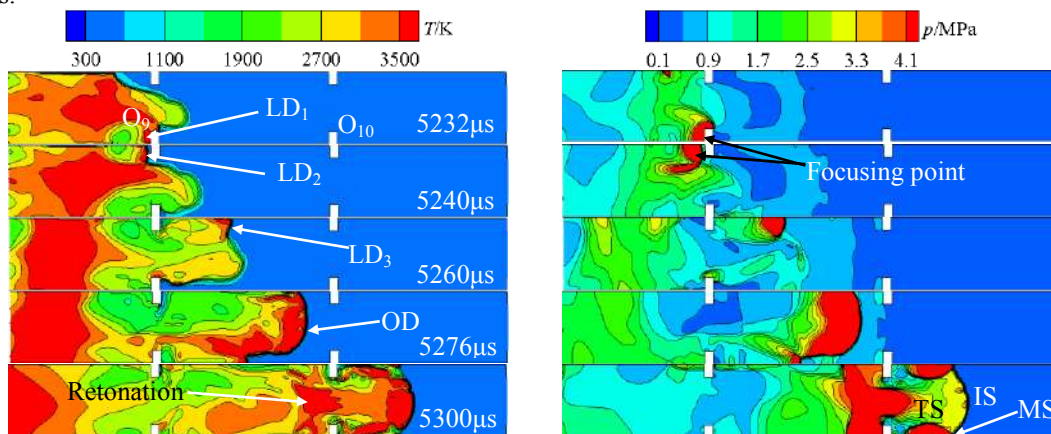 s.
T/K
300 1100 1900 2700 3500
p/MPa
0.1 0.9 1.7 2.5 3.3 4.1
O9 LD1 O10 5232μs
LD2 5240μs
Focusing point
LD3 5260μs
OD 5276μs
Retonation 5300μs
TS IS MS